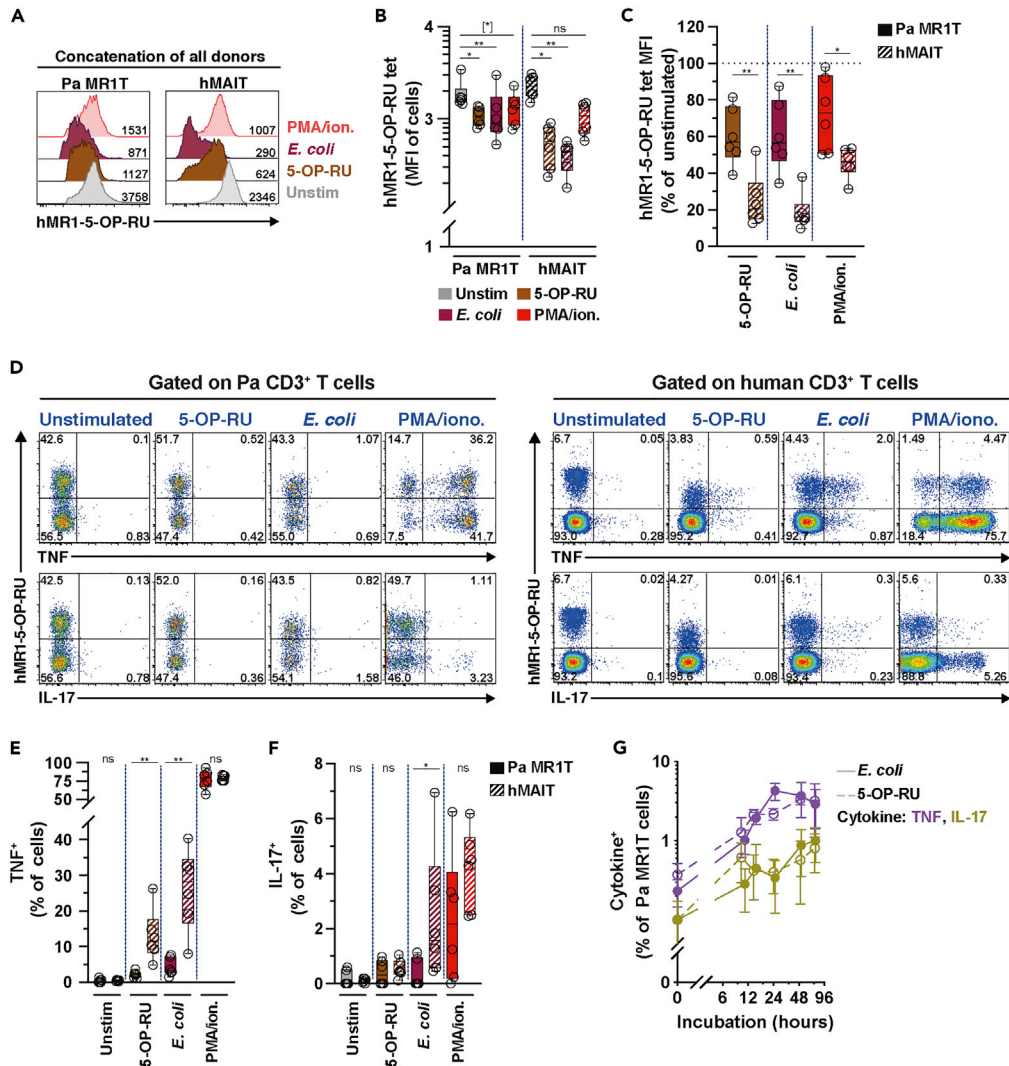 A
Concatenation of all donors
Pa MR1T
hMAIT
1531
871
1127
3758
1007
290
624
2346
PMA/ion.
E. coli
5-OP-RU
Unstim
hMR1-5-OP-RU
B
hMR1-5-OP-RU tet
(MFI of cells)
3
1
[*]
**
*
ns
**
*
Pa MR1T
hMAIT
Unstim
5-OP-RU
E. coli
PMA/ion.
C
hMR1-5-OP-RU tet MFI
(% of unstimulated)
Pa MR1T
hMAIT
120
100
80
60
40
20
0
**
**
*
5-OP-RU
E. coli
PMA/ion.
D
Gated on Pa CD3⁺ T cells
Unstimulated
5-OP-RU
E. coli
PMA/iono.
42.6
0.1
51.7
0.52
43.3
1.07
14.7
36.2
56.5
0.83
47.4
0.42
55.0
0.69
7.5
41.7
TNF
42.5
0.13
52.0
0.16
43.5
0.82
49.7
1.11
56.6
0.78
47.4
0.36
54.1
1.58
46.0
3.23
IL-17
hMR1-5-OP-RU
Gated on human CD3⁺ T cells
Unstimulated
5-OP-RU
E. coli
PMA/iono.
6.7
0.05
3.83
0.59
4.43
2.0
1.49
4.47
93.0
0.28
95.2
0.41
92.7
0.87
18.4
75.7
TNF
6.7
0.02
4.27
0.01
6.1
0.3
5.6
0.33
93.2
0.1
95.6
0.08
93.4
0.23
88.8
5.26
IL-17
hMR1-5-OP-RU
E
TNF⁺
(% of cells)
100
75
50
50
40
30
20
10
0
ns
**
**
ns
Unstim
5-OP-RU
E. coli
PMA/ion.
F
IL-17⁺
(% of cells)
8
6
4
2
0
ns
ns
*
ns
Pa MR1T
hMAIT
Unstim
5-OP-RU
E. coli
PMA/ion.
G
Cytokine⁺
(% of Pa MR1T cells)
10
1
0.1
0
E. coli
5-OP-RU
Cytokine: TNF, IL-17
0
6
12
24
48
96
Incubation (hours)